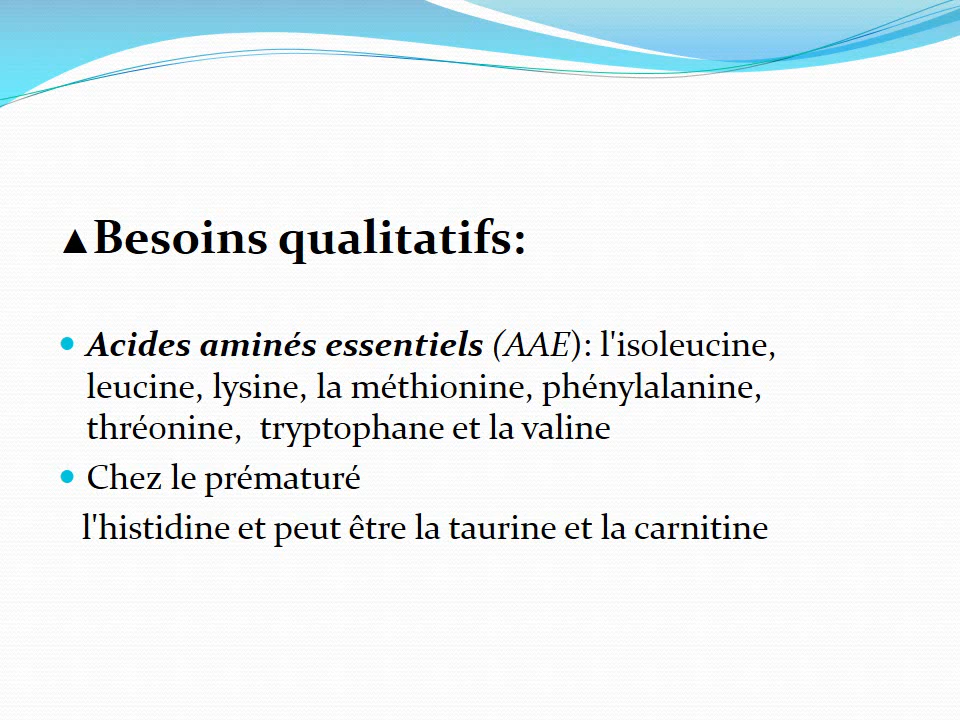 ▲Besoins qualitatifs:
• Acides aminés essentiels (AAE): l'isoleucine,
leucine, lysine, la méthionine, phénylalanine,
thréonine,  tryptophane et la valine
• Chez le prématuré
l'histidine et peut être la taurine et la carnitine